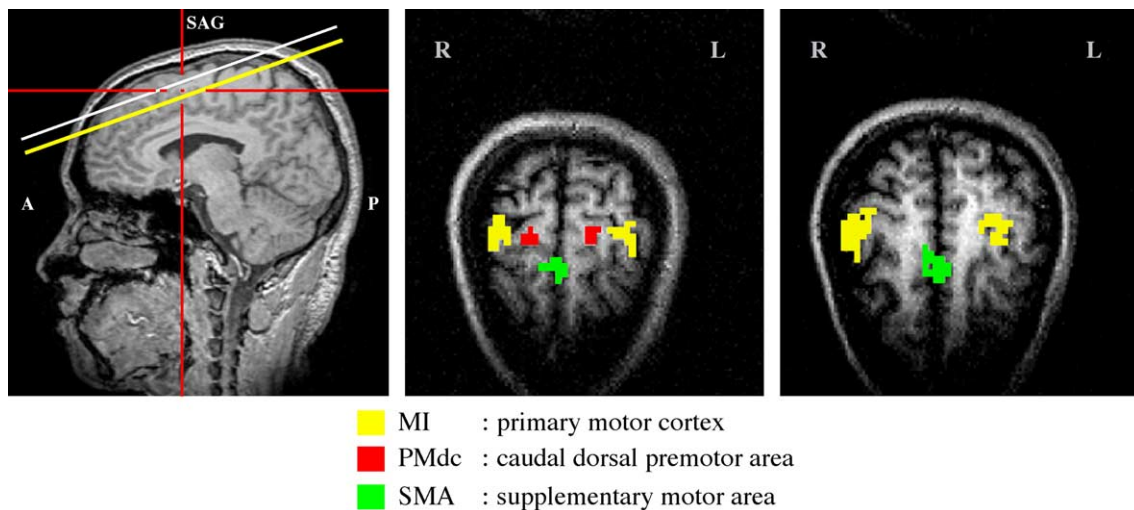 SAG
A
P
R
L
R
L
MI : primary motor cortex
PMdc : caudal dorsal premotor area
SMA : supplementary motor area